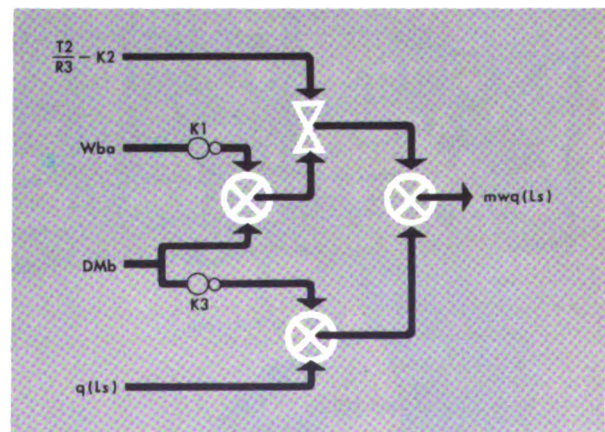 T2
R3 – K2
K1
Wba
mwq(Ls)
DMb
K3
q(Ls)